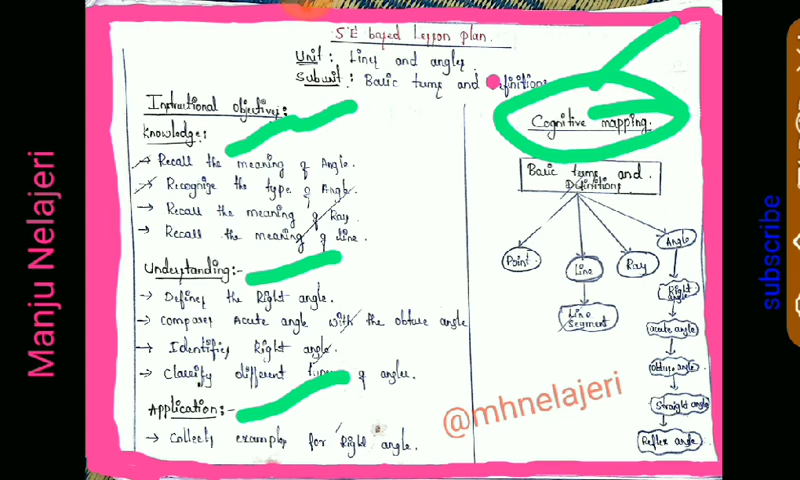 5'E based Lesson plan.
Unit: Lines and angles
Subunit: Basic terms and Definitions
Instructional objectives:
Knowledge:
→ Recall the meaning of Angle.
→ Recognize the type of Angle.
→ Recall the meaning of Ray.
→ Recall the meaning of Line.
Understanding:-
→ Defines the Right angle.
→ Compares Acute angle with the obtuse angle
→ Identifies Right angle.
→ Classify different types of angles.
Application:-
→ Collects examples for Right angle.
Cognitive mapping.
Basic terms and
Definitions
Point.
Line
Ray
Angle
Line
Segment
Right
angle
acute angle
Obtuse angle
Straight angle
Reflex angle
@mhnelajeri
Manju Nelajeri
subscribe